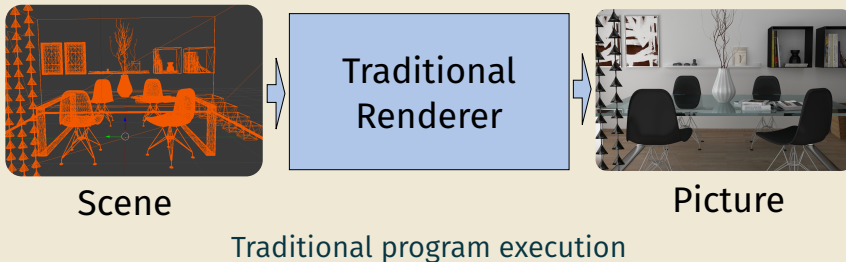 Traditional
Renderer
Scene
Picture
Traditional program execution